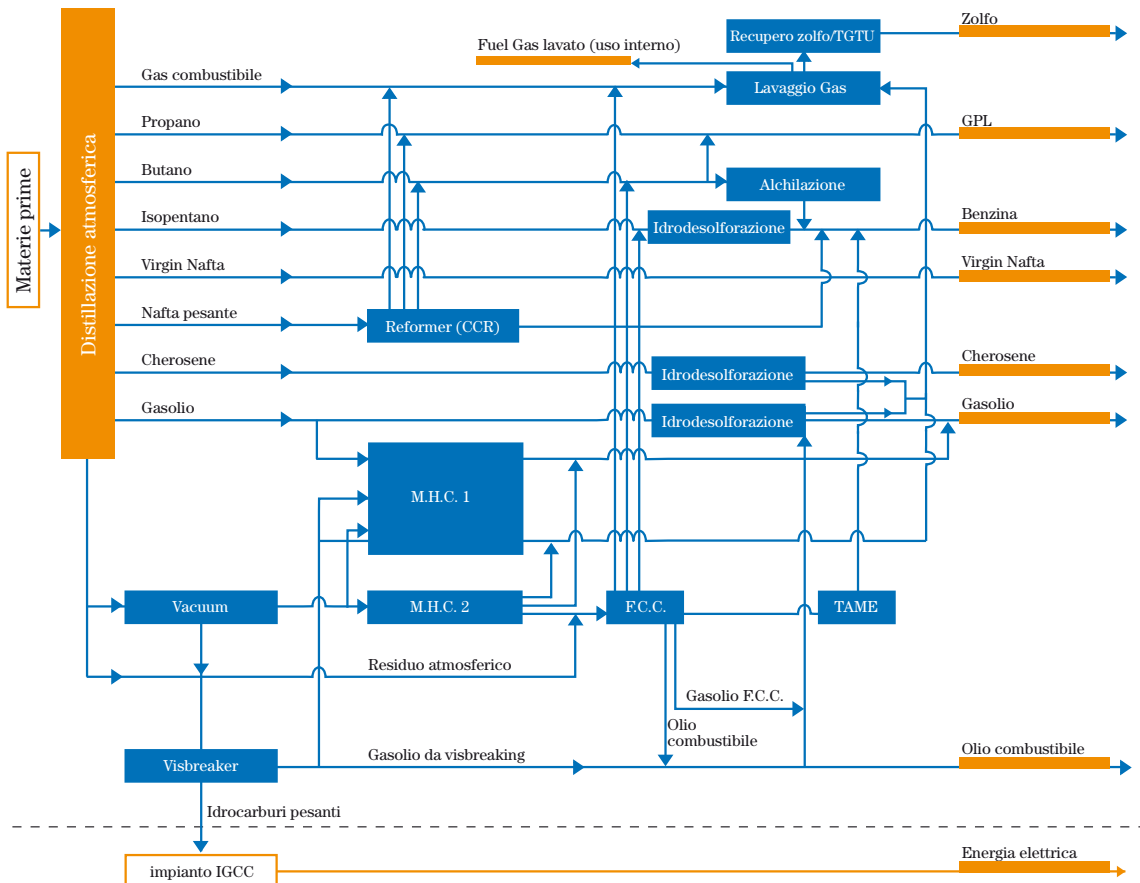 Zolfo
Recupero zolfo/TGTU
Fuel Gas lavato (uso interno)
Gas combustibile
Lavaggio Gas
Propano
GPL
Butano
Alchilazione
Isopentano
Idrodesolforazione
Benzina
Materie prime
Distillazione atmosferica
Virgin Nafta
Virgin Nafta
Nafta pesante
Reformer (CCR)
Cherosene
Idrodesolforazione
Cherosene
Gasolio
Idrodesolforazione
Gasolio
M.H.C. 1
Vacuum
M.H.C. 2
F.C.C.
TAME
Residuo atmosferico
Gasolio F.C.C.
Olio
combustibile
Visbreaker
Gasolio da visbreaking
Olio combustibile
Idrocarburi pesanti
impianto IGCC
Energia elettrica